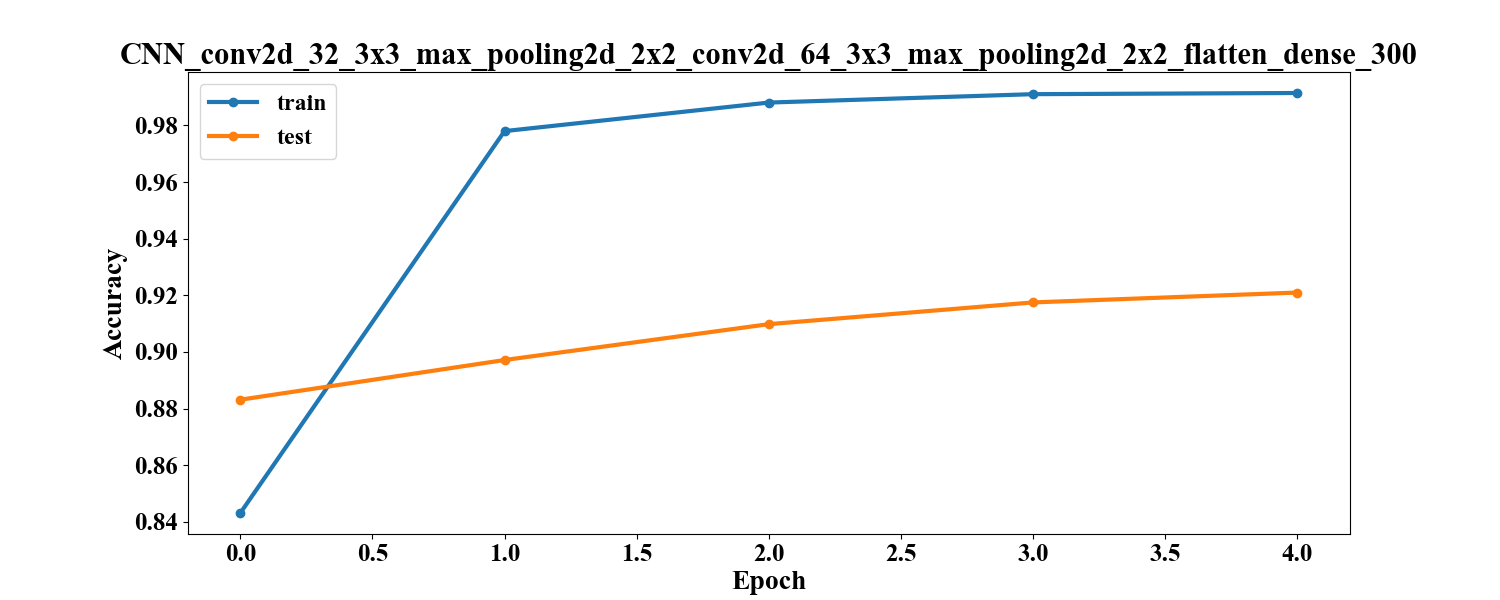 CNN_conv2d_32_3x3_max_pooling2d_2x2_conv2d_64_3x3_max_pooling2d_2x2_flatten_dense_300
train
test
0.98
0.96
0.94
0.92
0.90
0.88
0.86
0.84
Accuracy
0.0 0.5 1.0 1.5 2.0 2.5 3.0 3.5 4.0
Epoch